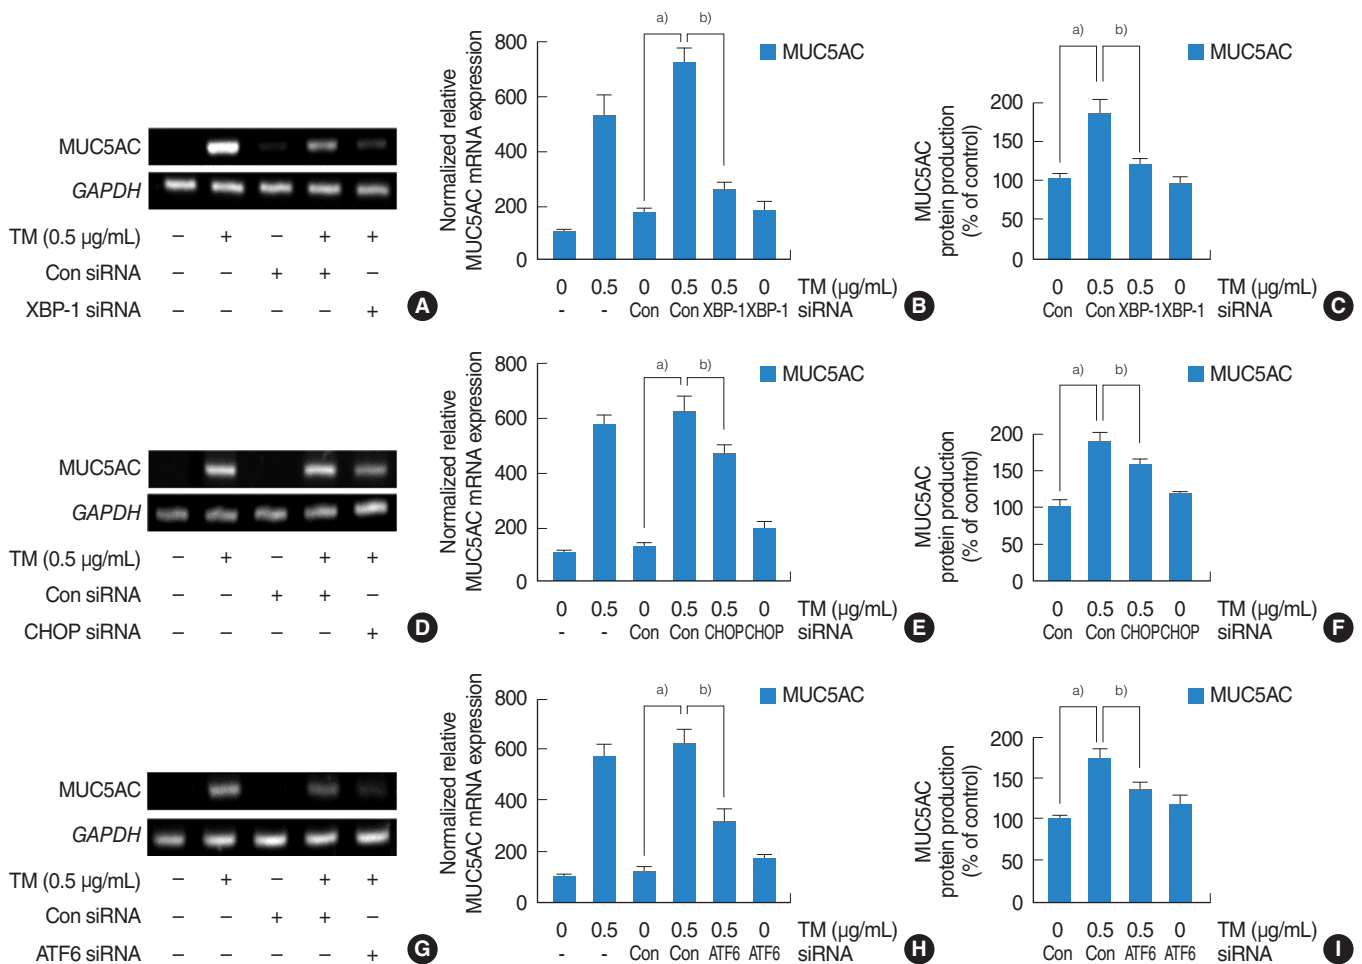 MUC5AC
GAPDH
TM (0.5 µg/mL) – + – + +
Con siRNA – – + + –
XBP-1 siRNA – – – – +
A
Normalized relative
MUC5AC mRNA expression
800
600
400
200
0
a) b)
MUC5AC
0 0.5 0 0.5 0.5 0 TM (µg/mL)
- - Con Con XBP-1 XBP-1 siRNA
B
MUC5AC
protein production
(% of control)
200
150
100
50
0
a) b)
MUC5AC
0 0.5 0.5 0 TM (µg/mL)
Con Con XBP-1 XBP-1 siRNA
C
MUC5AC
GAPDH
TM (0.5 µg/mL) – + – + +
Con siRNA – – + + –
CHOP siRNA – – – – +
D
Normalized relative
MUC5AC mRNA expression
800
600
400
200
0
a) b)
MUC5AC
0 0.5 0 0.5 0.5 0 TM (µg/mL)
- - Con Con CHOP CHOP siRNA
E
MUC5AC
protein production
(% of control)
200
150
100
50
0
a) b)
MUC5AC
0 0.5 0.5 0 TM (µg/mL)
Con Con CHOP CHOP siRNA
F
MUC5AC
GAPDH
TM (0.5 µg/mL) – + – + +
Con siRNA – – + + –
ATF6 siRNA – – – – +
G
Normalized relative
MUC5AC mRNA expression
800
600
400
200
0
a) b)
MUC5AC
0 0.5 0 0.5 0.5 0 TM (µg/mL)
- - Con Con ATF6 ATF6 siRNA
H
MUC5AC
protein production
(% of control)
200
150
100
50
0
a) b)
MUC5AC
0 0.5 0.5 0 TM (µg/mL)
Con Con ATF6 ATF6 siRNA
I